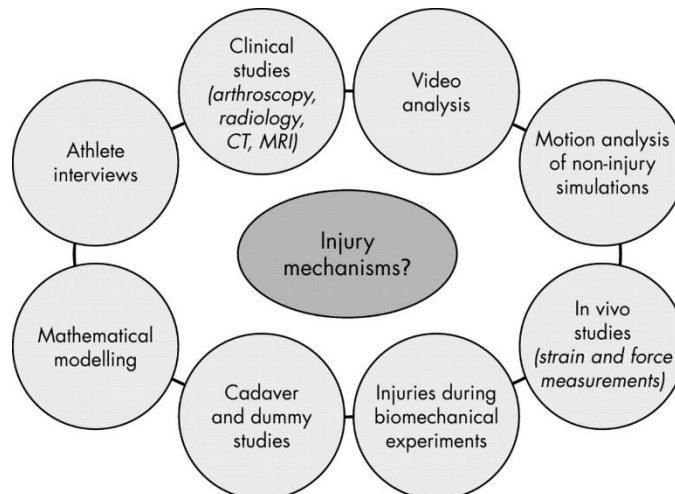 Clinical
studies
(arthroscopy,
radiology,
CT, MRI)
Video
analysis
Athlete
interviews
Motion analysis
of non-injury
simulations
Injury
mechanisms?
Mathematical
modelling
In vivo
studies
(strain and force
measurements)
Cadaver
and dummy
studies
Injuries during
biomechanical
experiments